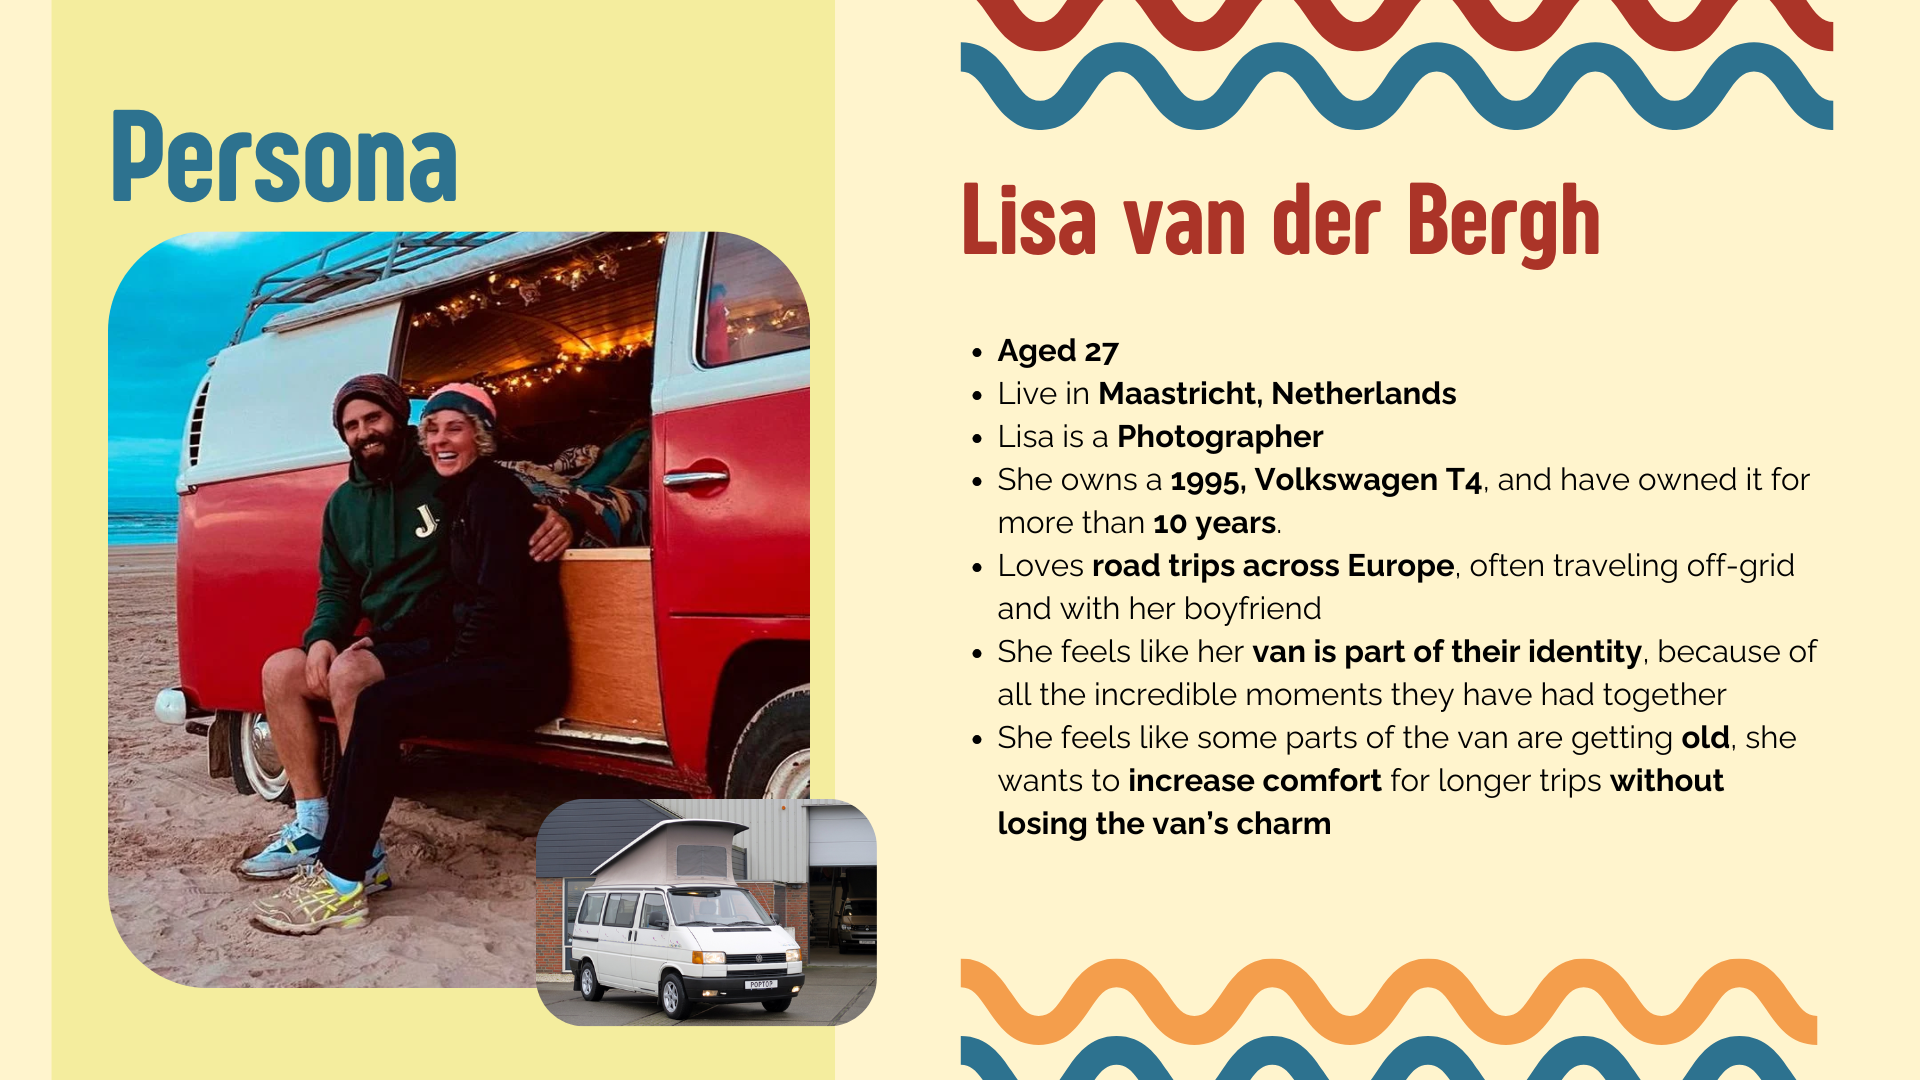 Persona
Lisa van der Bergh
• Aged 27
• Live in Maastricht, Netherlands
• Lisa is a Photographer
• She owns a 1995, Volkswagen T4, and have owned it for
more than 10 years.
• Loves road trips across Europe, often traveling off-grid
and with her boyfriend
• She feels like her van is part of their identity, because of
all the incredible moments they have had together
• She feels like some parts of the van are getting old, she
wants to increase comfort for longer trips without
losing the van’s charm
J
POPTOP